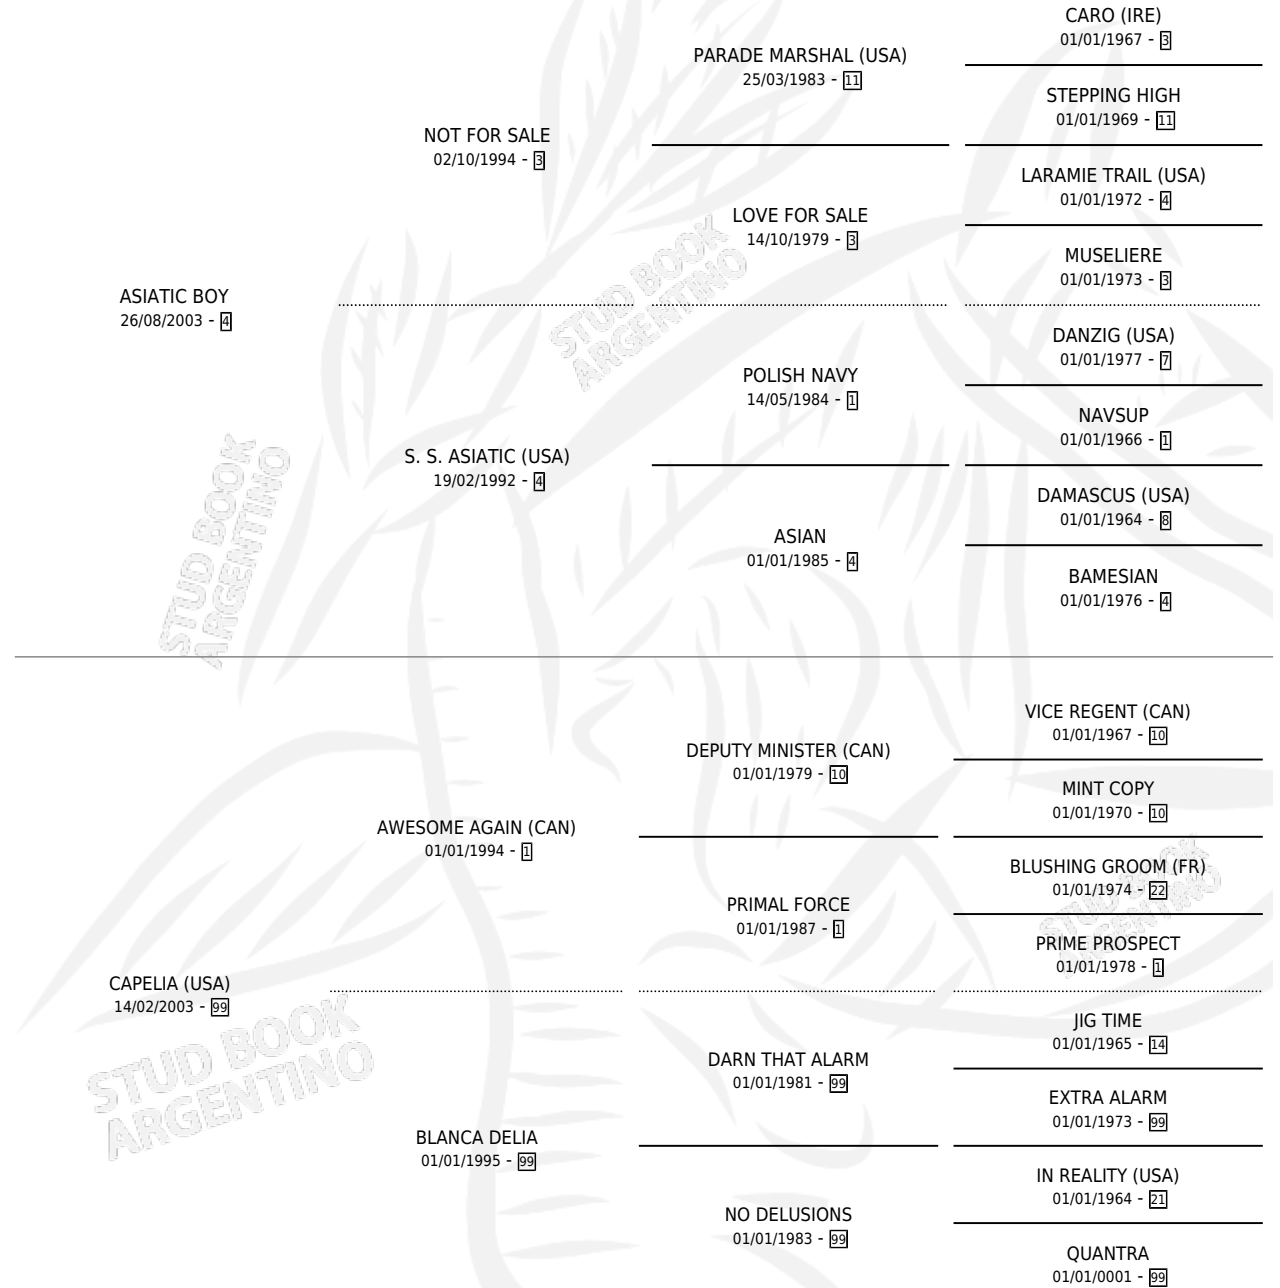 CARO (IRE)
01/01/1967 - 3
PARADE MARSHAL (USA)
25/03/1983 - 11
STEPPING HIGH
01/01/1969 - 11
NOT FOR SALE
02/10/1994 - 3
LARAMIE TRAIL (USA)
01/01/1972 - 4
LOVE FOR SALE
14/10/1979 - 3
MUSELIERE
01/01/1973 - 3
ASIATIC BOY
26/08/2003 - 4
STUD BOOK
ARGENTINO
DANZIG (USA)
01/01/1977 - 7
POLISH NAVY
14/05/1984 - 1
NAVSUP
01/01/1966 - 1
S. S. ASIATIC (USA)
19/02/1992 - 4
DAMASCUS (USA)
01/01/1964 - 8
ASIAN
01/01/1985 - 4
BAMESIAN
01/01/1976 - 4
STUD BOOK
ARGENTINO
VICE REGENT (CAN)
01/01/1967 - 10
DEPUTY MINISTER (CAN)
01/01/1979 - 10
MINT COPY
01/01/1970 - 10
AWESOME AGAIN (CAN)
01/01/1994 - 1
BLUSHING GROOM (FR)
01/01/1974 - 22
PRIMAL FORCE
01/01/1987 - 1
PRIME PROSPECT
01/01/1978 - 1
STUD BOOK
ARGENTINO
CAPELIA (USA)
14/02/2003 - 99
JIG TIME
01/01/1965 - 14
DARN THAT ALARM
01/01/1981 - 99
EXTRA ALARM
01/01/1973 - 99
STUD BOOK
ARGENTINO
BLANCA DELIA
01/01/1995 - 99
IN REALITY (USA)
01/01/1964 - 21
NO DELUSIONS
01/01/1983 - 99
QUANTRA
01/01/0001 - 99